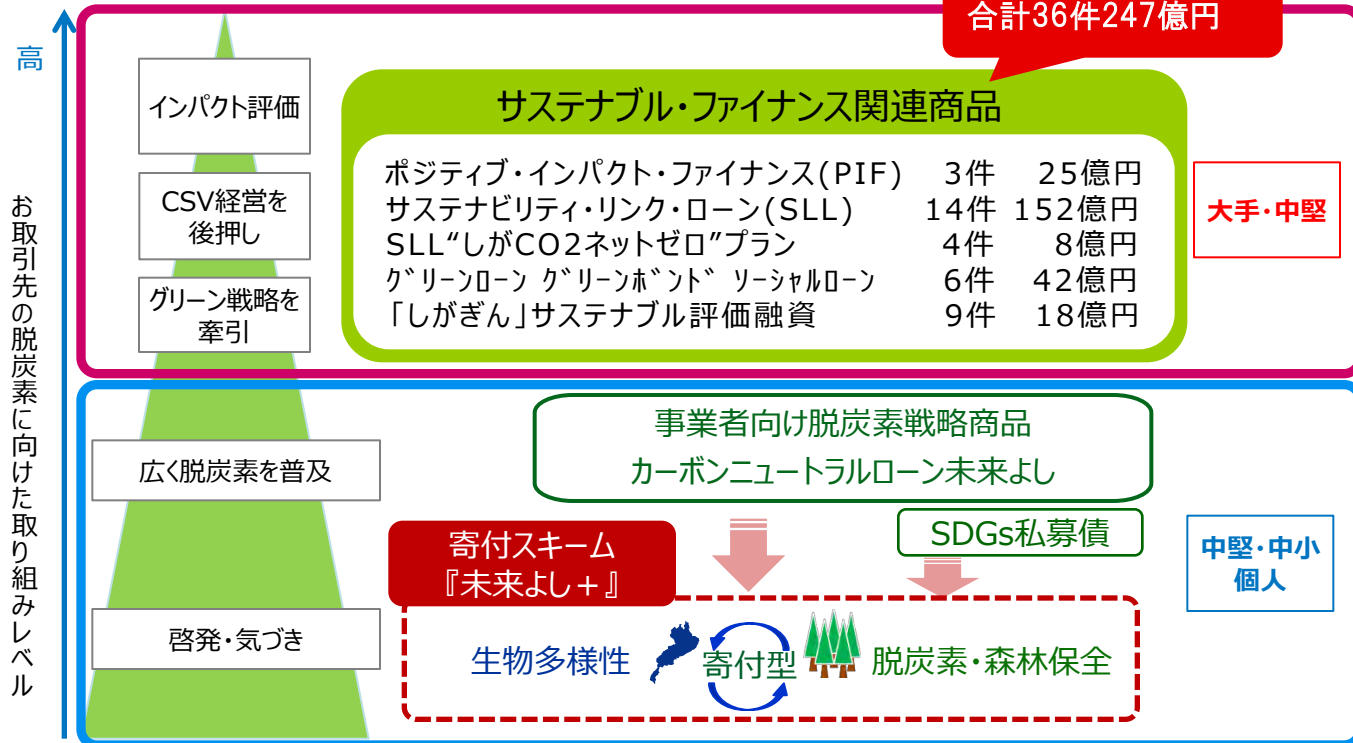 合計36件247億円
高
お取引先の脱炭素に向けた取り組みレベル
インパクト評価
CSV経営を
後押し
グリーン戦略を
牽引
サステナブル・ファイナンス関連商品
ポジティブ・インパクト・ファイナンス(PIF) 3件 25億円
サステナビリティ・リンク・ローン(SLL) 14件 152億円
SLL“しがCO2ネットゼロ”プラン 4件 8億円
ｸﾞﾘｰﾝﾛｰﾝ ｸﾞﾘｰﾝﾎﾞﾝﾄﾞ ｿｰｼｬﾙﾛｰﾝ 6件 42億円
「しがぎん」サステナブル評価融資 9件 18億円
大手・中堅
広く脱炭素を普及
啓発・気づき
事業者向け脱炭素戦略商品
カーボンニュートラルローン未来よし
SDGs私募債
寄付スキーム
『未来よし＋』
生物多様性
寄付型
脱炭素・森林保全
中堅・中小
個人